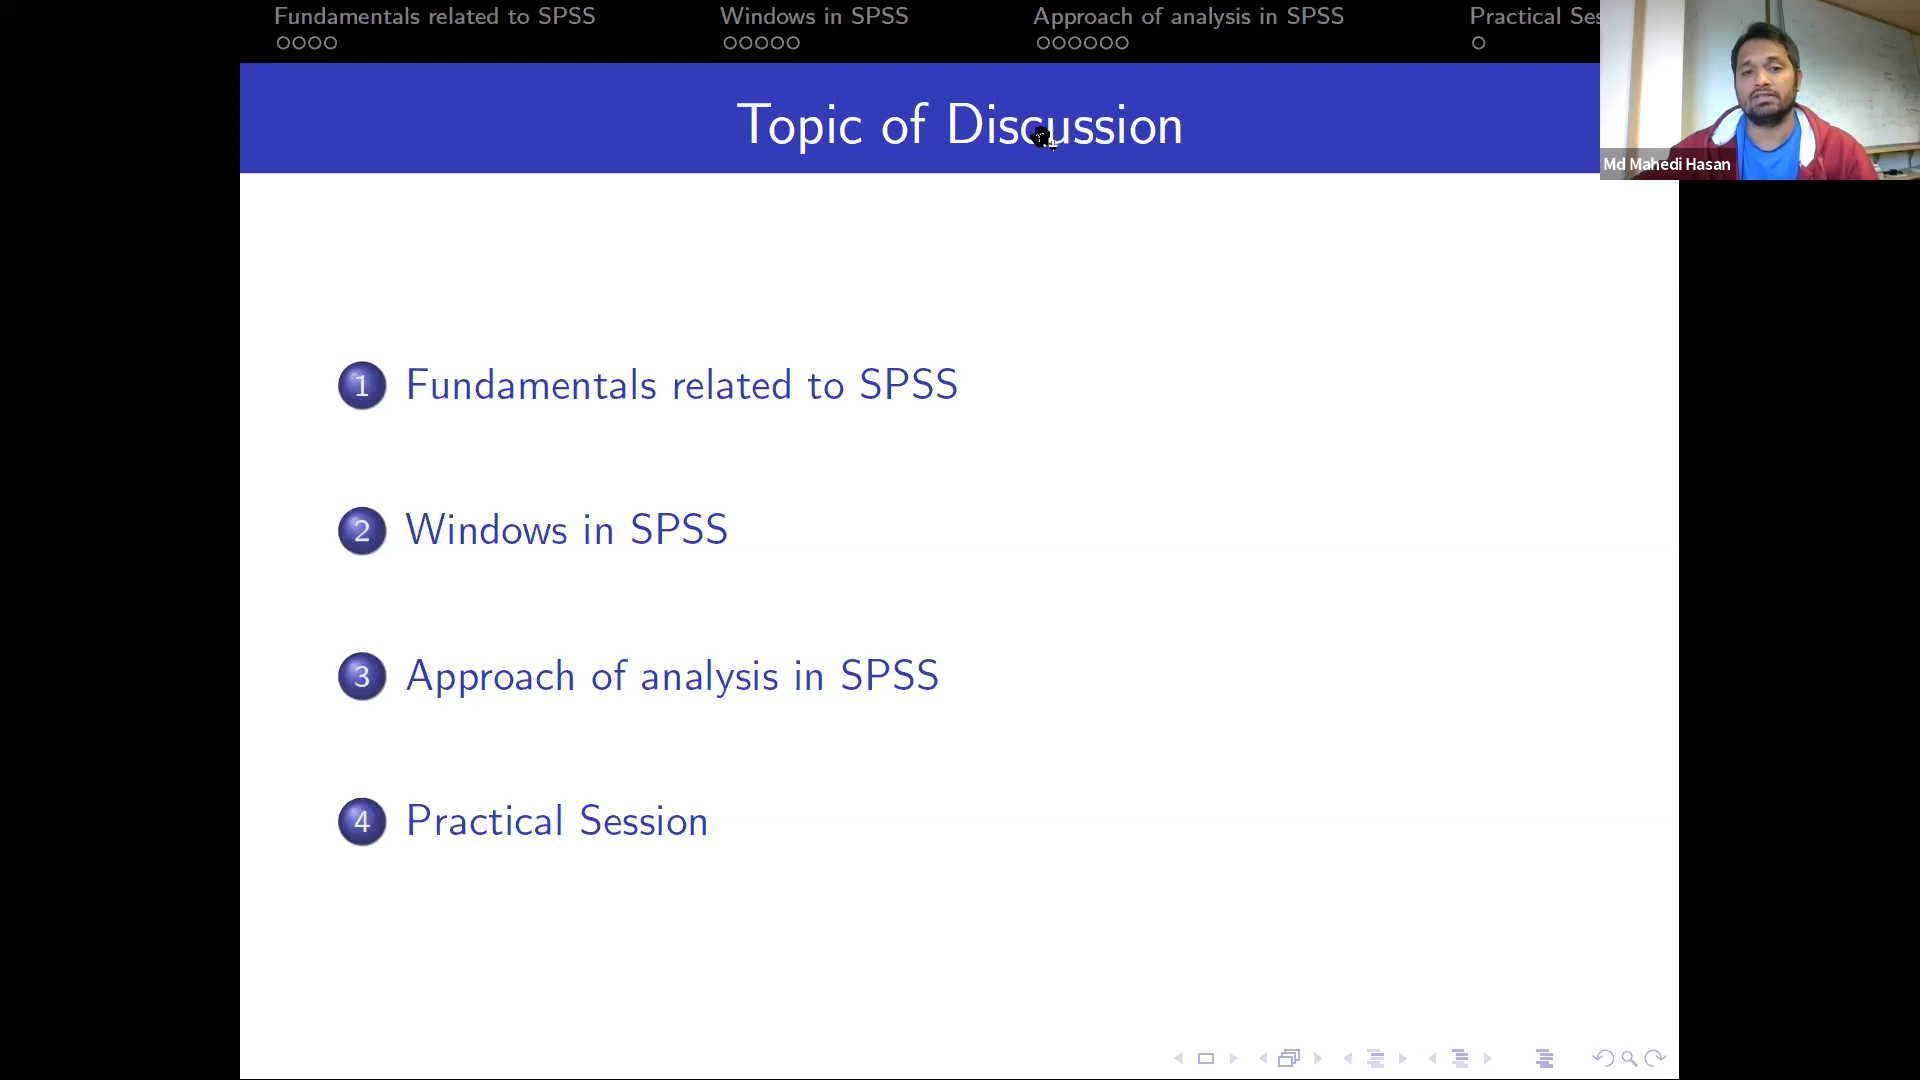 Fundamentals related to SPSS
Windows in SPSS
Approach of analysis in SPSS
Practical Ses
Topic of Discussion
Md Mahedi Hasan
1 Fundamentals related to SPSS
2 Windows in SPSS
3 Approach of analysis in SPSS
4 Practical Session